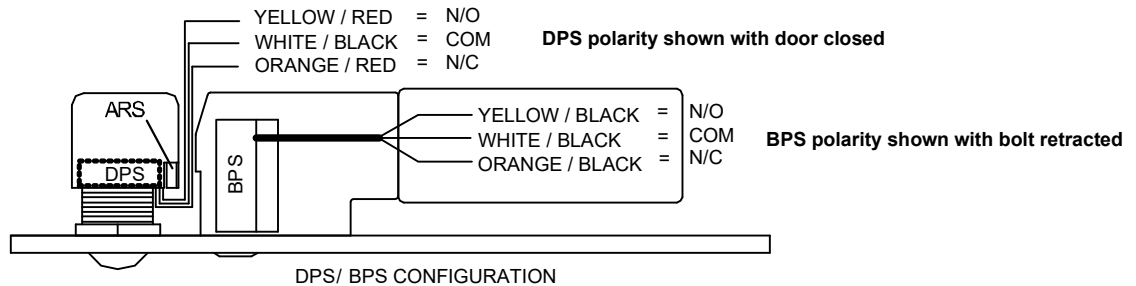 YELLOW / RED = N/O
WHITE / BLACK = COM
ORANGE / RED = N/C
DPS polarity shown with door closed
ARS
DPS
BPS
YELLOW / BLACK = N/O
WHITE / BLACK = COM
ORANGE / BLACK = N/C
BPS polarity shown with bolt retracted
DPS/ BPS CONFIGURATION